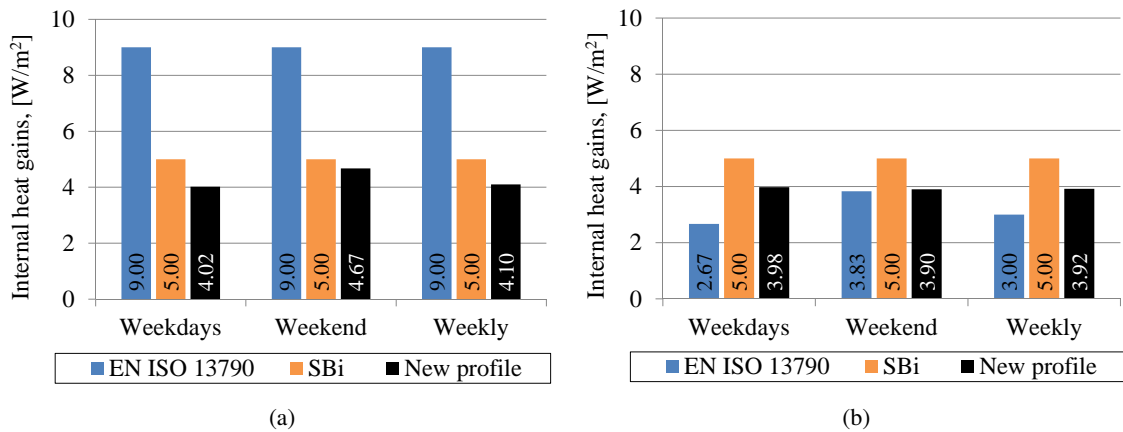 Internal heat gains, [W/m²]
10
8
6
4
2
0
9.00 5.00 4.02 9.00 5.00 4.67 9.00 5.00 4.10
Weekdays Weekend Weekly
EN ISO 13790 SBi New profile
(a)
Internal heat gains, [W/m²]
10
8
6
4
2
0
2.67 5.00 3.98 3.83 5.00 3.90 3.00 5.00 3.92
Weekdays Weekend Weekly
EN ISO 13790 SBi New profile
(b)